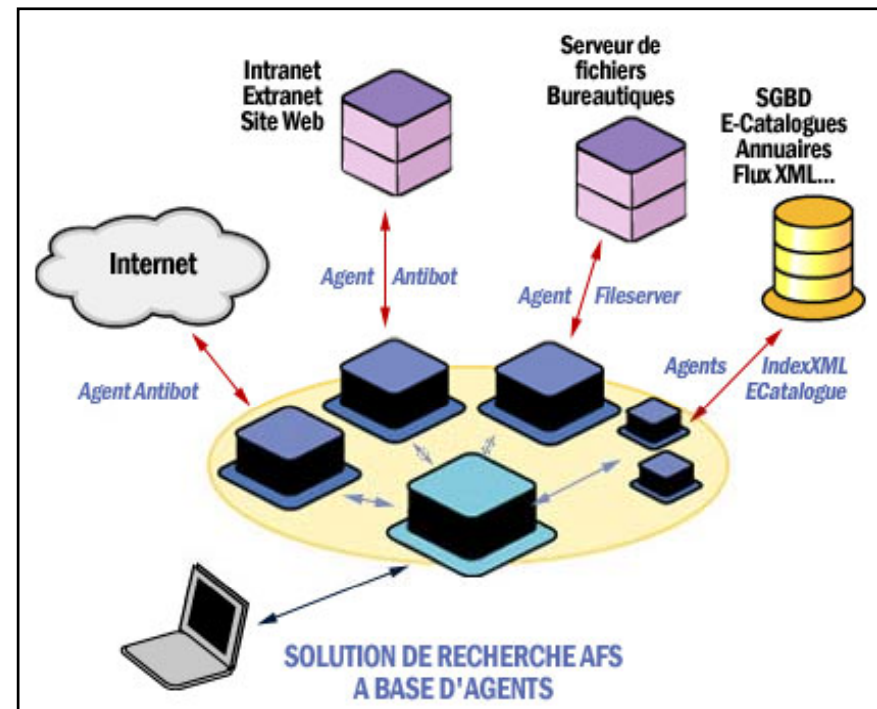 Intranet
Extranet
Site Web
Serveur de
fichiers
Bureautiques
SGBD
E-Catalogues
Annuaires
Flux XML...
Internet
Agent Antibot
Agent Fileserver
Agent Antibot
Agents IndexXML
ECatalogue
SOLUTION DE RECHERCHE AFS
A BASE D'AGENTS